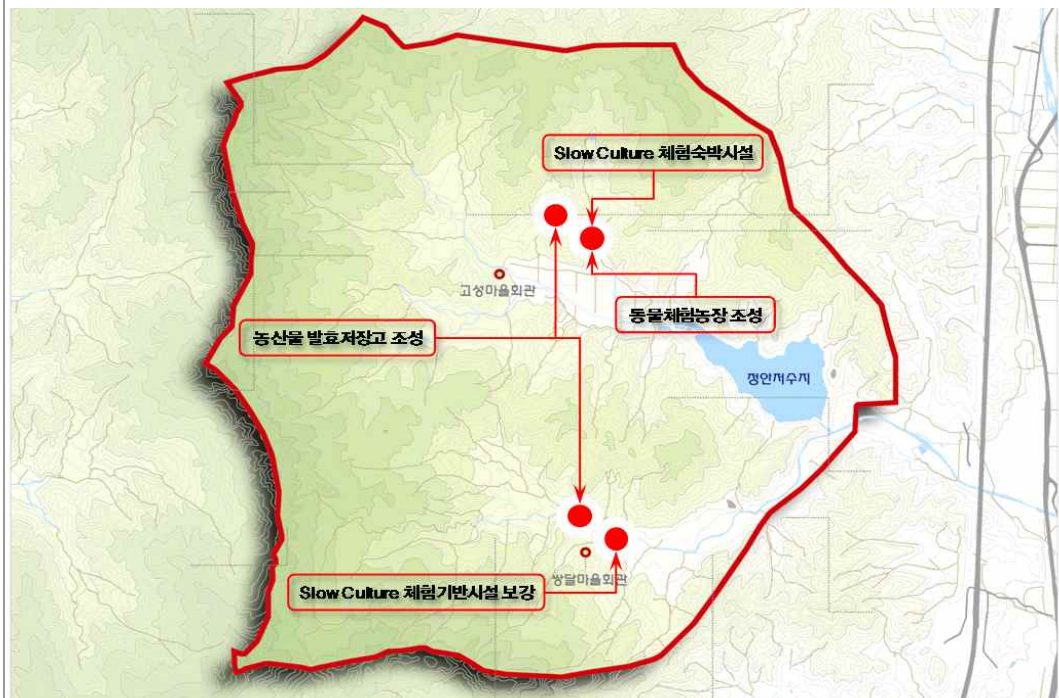 Slow Culture 체험숙박시설
고성마을회관
동물체험농장 조성
농산물 발효저장고 조성
정안저수지
쌍달마을회관
Slow Culture 체험기반시설 보강